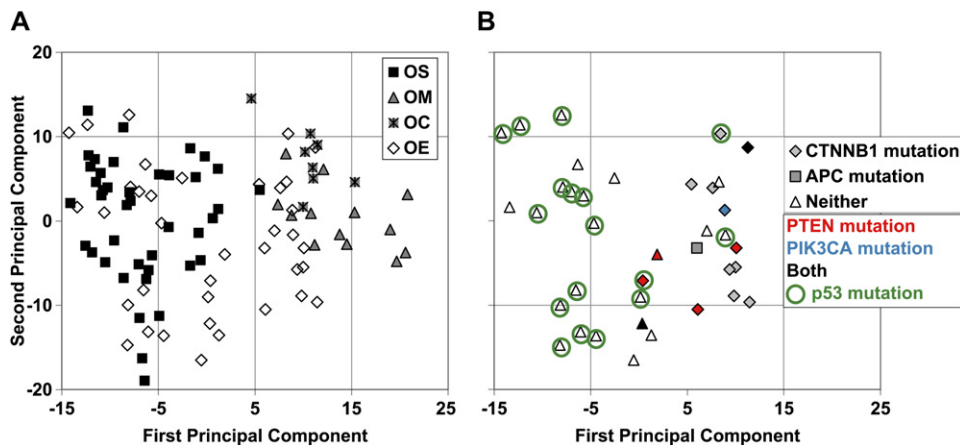 A
B
Second Principal Component
20
10
0
-10
-20
-15
-5
5
15
25
First Principal Component
OS
OM
OC
OE
-15
-5
5
15
25
First Principal Component
CTNNB1 mutation
APC mutation
Neither
PTEN mutation
PIK3CA mutation
Both
p53 mutation